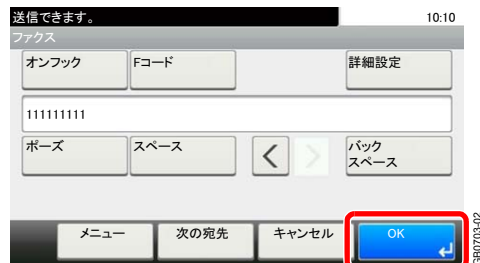 送信できます。 10:10
ファクス
オンフック Fコード 詳細設定
111111111
ポーズ スペース バック
スペース
メニュー 次の宛先 キャンセル OK
GB0703-02